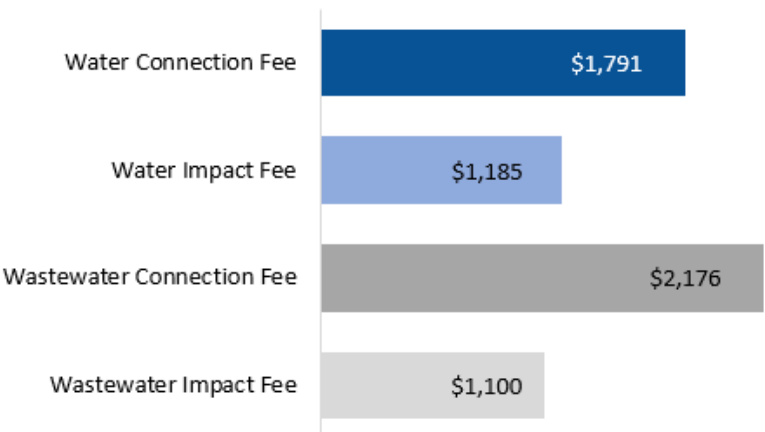 Water Connection Fee $1,791
Water Impact Fee $1,185
Wastewater Connection Fee $2,176
Wastewater Impact Fee $1,100